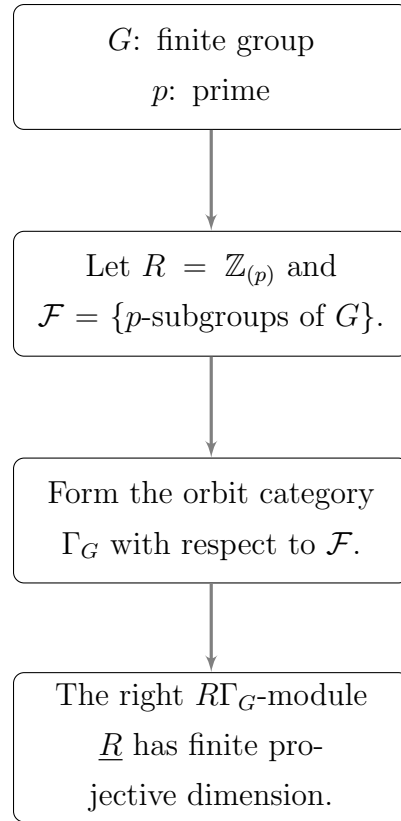 G: finite group
p: prime
Let R = ℤ₍ₚ₎ and
ℱ = {p-subgroups of G}.
Form the orbit category
Γ_G with respect to ℱ.
The right RΓ_G-module
R̲ has finite pro-
jective dimension.